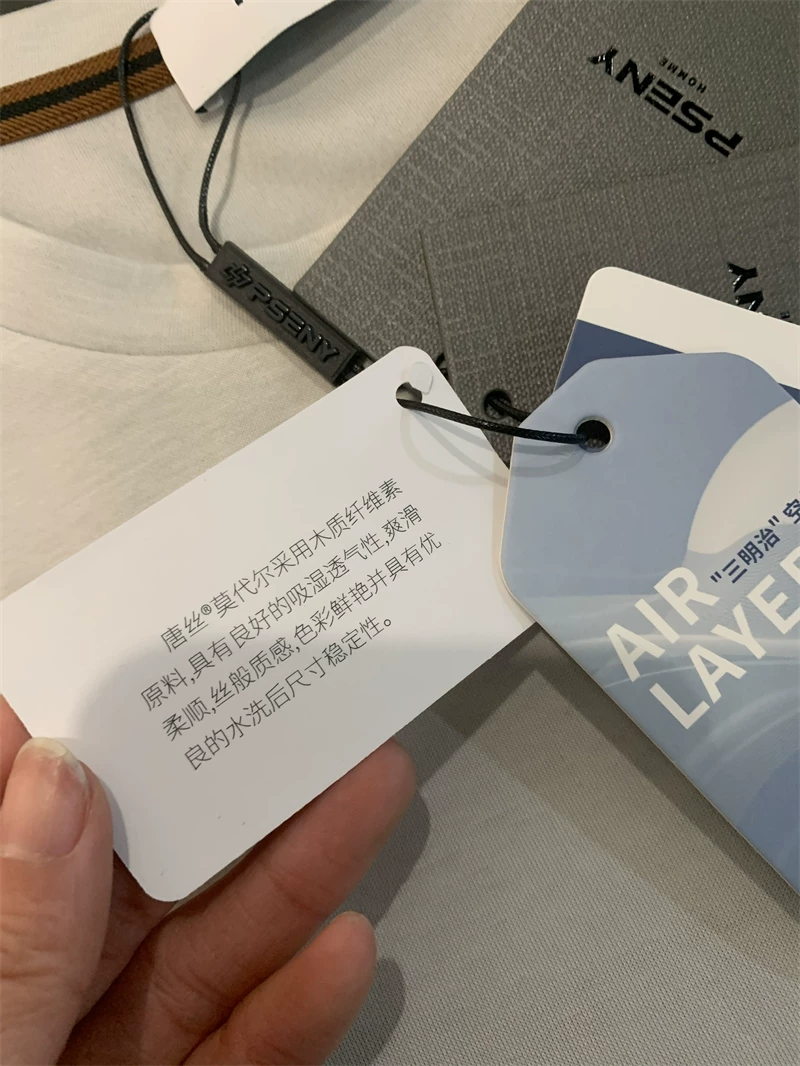 PSENY
HOMME
PSENY
唐丝®莫代尔采用木质纤维素
原料,具有良好的吸湿透气性,爽滑
柔顺,丝般质感,色彩鲜艳并具有优
良的水洗后尺寸稳定性。
"三明治"空
AIR
LAYER